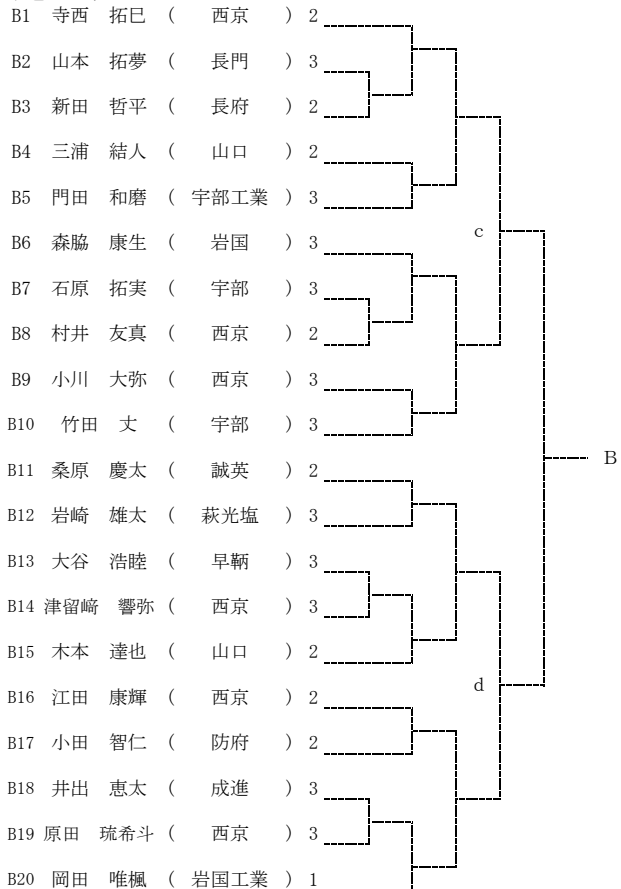 B1 寺西 拓巳 ( 西京 ) 2
B2 山本 拓夢 ( 長門 ) 3
B3 新田 哲平 ( 長府 ) 2
B4 三浦 結人 ( 山口 ) 2
B5 門田 和磨 ( 宇部工業 ) 3
B6 森脇 康生 ( 岩国 ) 3
c
B7 石原 拓実 ( 宇部 ) 3
B8 村井 友真 ( 西京 ) 2
B9 小川 大弥 ( 西京 ) 3
B10 竹田 丈 ( 宇部 ) 3
B
B11 桑原 慶太 ( 誠英 ) 2
B12 岩崎 雄太 ( 萩光塩 ) 3
B13 大谷 浩睦 ( 早鞆 ) 3
B14 津留﨑 響弥 ( 西京 ) 3
B15 木本 達也 ( 山口 ) 2
d
B16 江田 康輝 ( 西京 ) 2
B17 小田 智仁 ( 防府 ) 2
B18 井出 恵太 ( 成進 ) 3
B19 原田 琉希斗 ( 西京 ) 3
B20 岡田 唯楓 ( 岩国工業 ) 1